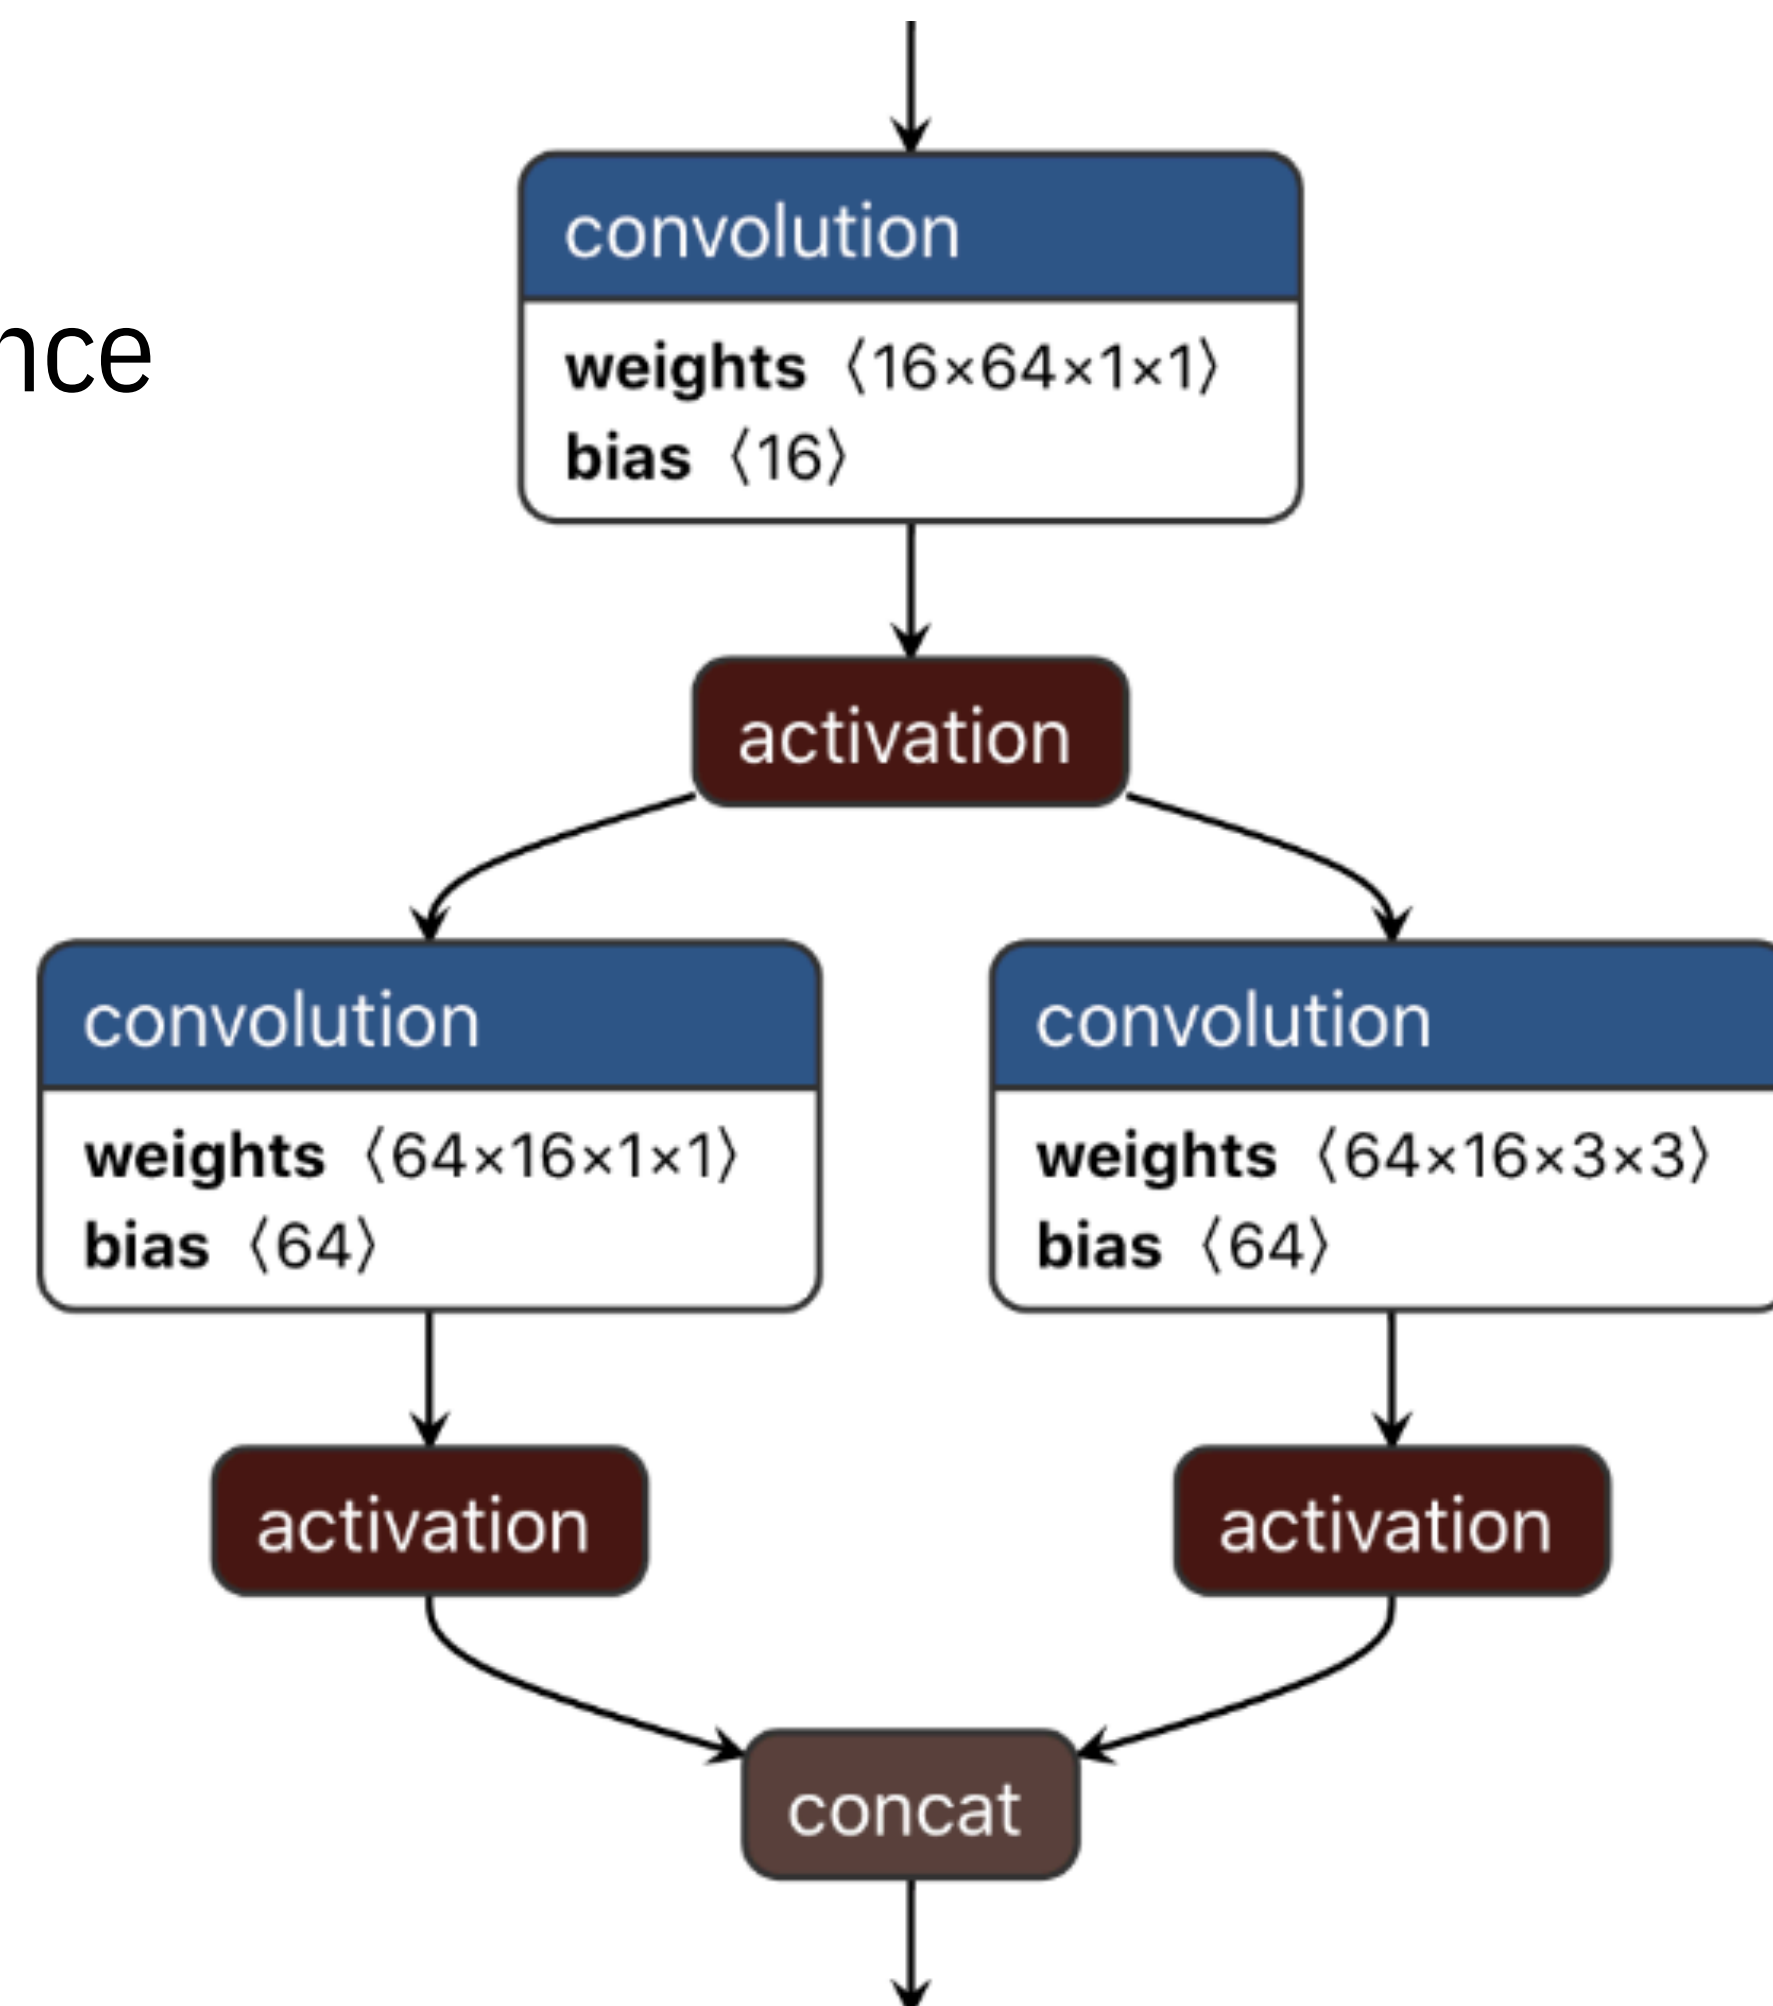 convolution
nce
weights ⟨16×64×1×1⟩
bias ⟨16⟩
activation
convolution
weights ⟨64×16×1×1⟩
bias ⟨64⟩
convolution
weights ⟨64×16×3×3⟩
bias ⟨64⟩
activation
activation
concat